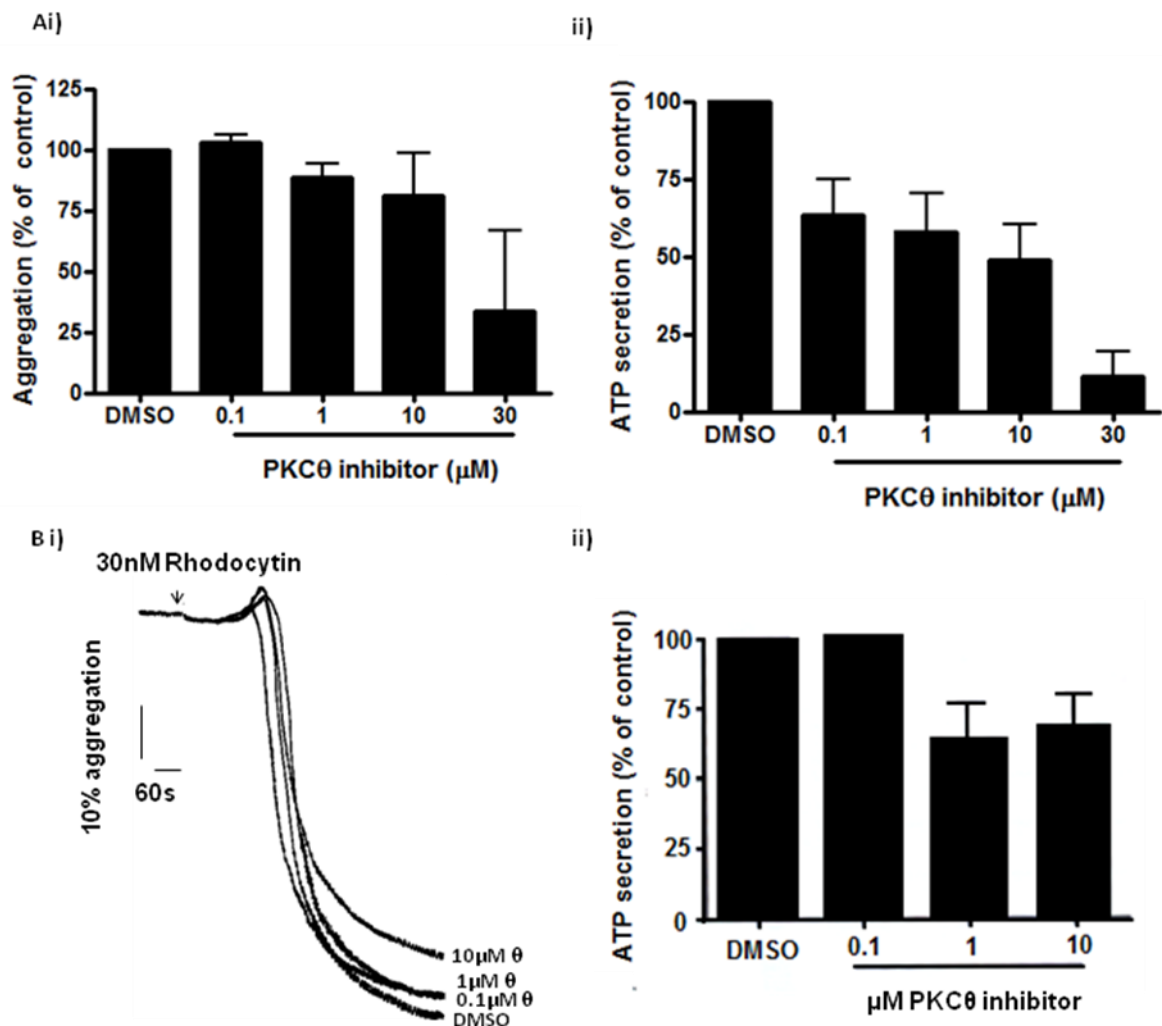 Ai)
Aggregation (% of control)
125
100
75
50
25
0
DMSO 0.1 1 10 30
PKCθ inhibitor (µM)
ii)
ATP secretion (% of control)
100
75
50
25
0
DMSO 0.1 1 10 30
PKCθ inhibitor (µM)
B i)
30nM Rhodocytin
10% aggregation
60s
10µM θ
1µM θ
0.1µM θ
DMSO
ii)
ATP secretion (% of control)
100
75
50
25
0
DMSO 0.1 1 10
µM PKCθ inhibitor